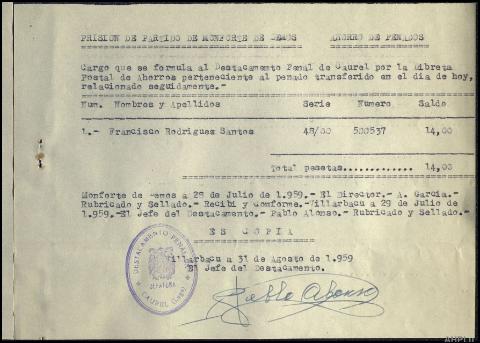 PRISION DE PARTIDO DE MONFORTE DE LEMOS AHORRO DE PENADOS
Cargo que se formula al Destacamento Penal de Caurel por la Libreta
Postal de Ahorros perteneciente al penado transferido en el dia de hoy,
relacionado seguidamente.-
Num. Nombres y Apellidos Serie Numero Saldo
1.- Francisco Rodriguez Santos 48/00 500537 14,00
Total pesetas............. 14,00
Monforte de Lemos a 28 de Julio de 1.959.- El Director.- A. Garcia.-
Rubricado y Sellado.- Recibi y Conforme.-Villarbacu a 29 de Julio de
1.959.-El Jefe del Destacamento.- Pablo Alonso.- Rubricado y Sellado.-
ES COPIA
Villarbacu a 31 de Agosto de 1.959
El Jefe del Destacamento.
DESTACAMENTO PENAL
JEFATURA
CAUREL (Lugo)
Pablo Alonso